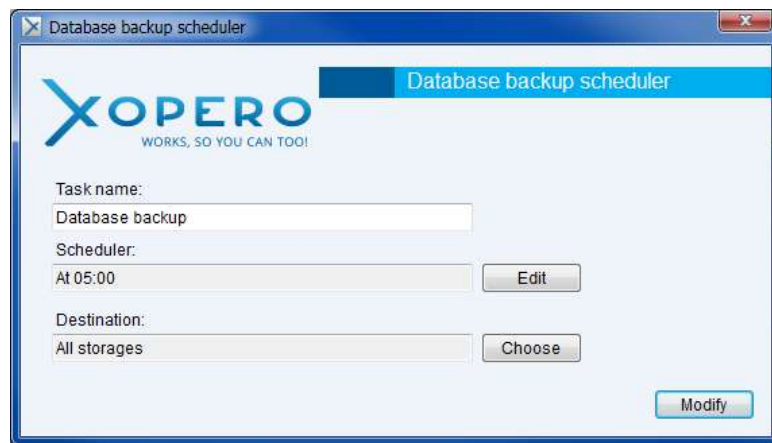 Database backup scheduler
Database backup scheduler
XOPERO
WORKS, SO YOU CAN TOO!
Task name:
Database backup
Scheduler:
At 05:00
Edit
Destination:
All storages
Choose
Modify